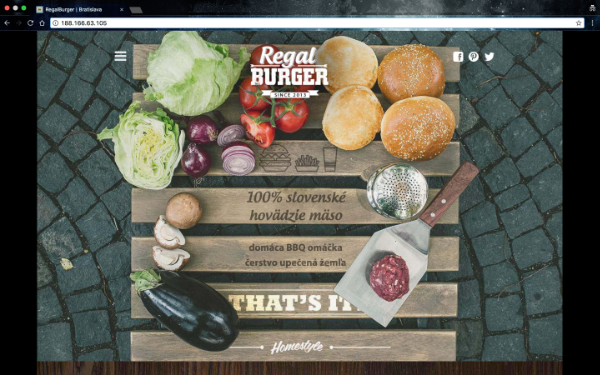 RegalBurger | Bratislava
188.166.63.105
Regal
BURGER
SINCE 2013
100% slovenské
hovädzie mäso
domáca BBQ omáčka
čerstvo upečená žemľa
THAT'S IT!
Homestyle